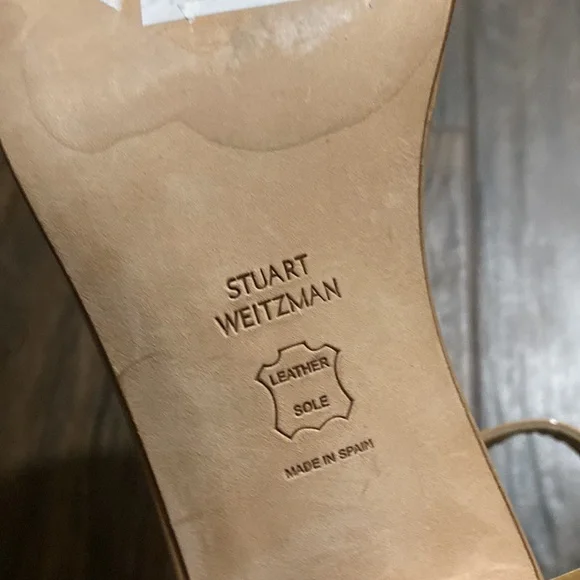 STUART
WEITZMAN
LEATHER
SOLE
MADE IN SPAIN